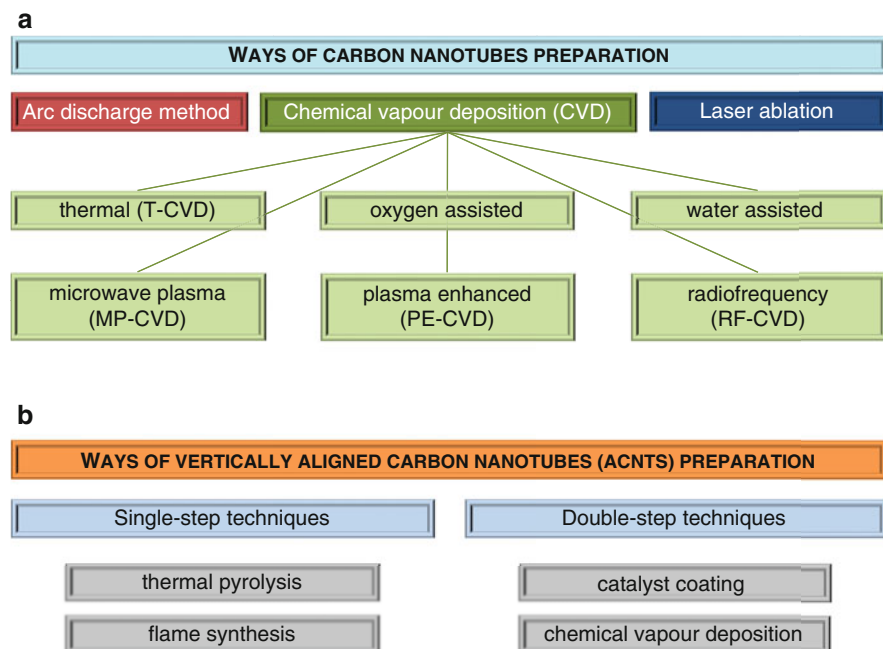 a
WAYS OF CARBON NANOTUBES PREPARATION
Arc discharge method
Chemical vapour deposition (CVD)
Laser ablation
thermal (T-CVD)
oxygen assisted
water assisted
microwave plasma
(MP-CVD)
plasma enhanced
(PE-CVD)
radiofrequency
(RF-CVD)
b
WAYS OF VERTICALLY ALIGNED CARBON NANOTUBES (ACNTS) PREPARATION
Single-step techniques
Double-step techniques
thermal pyrolysis
catalyst coating
flame synthesis
chemical vapour deposition